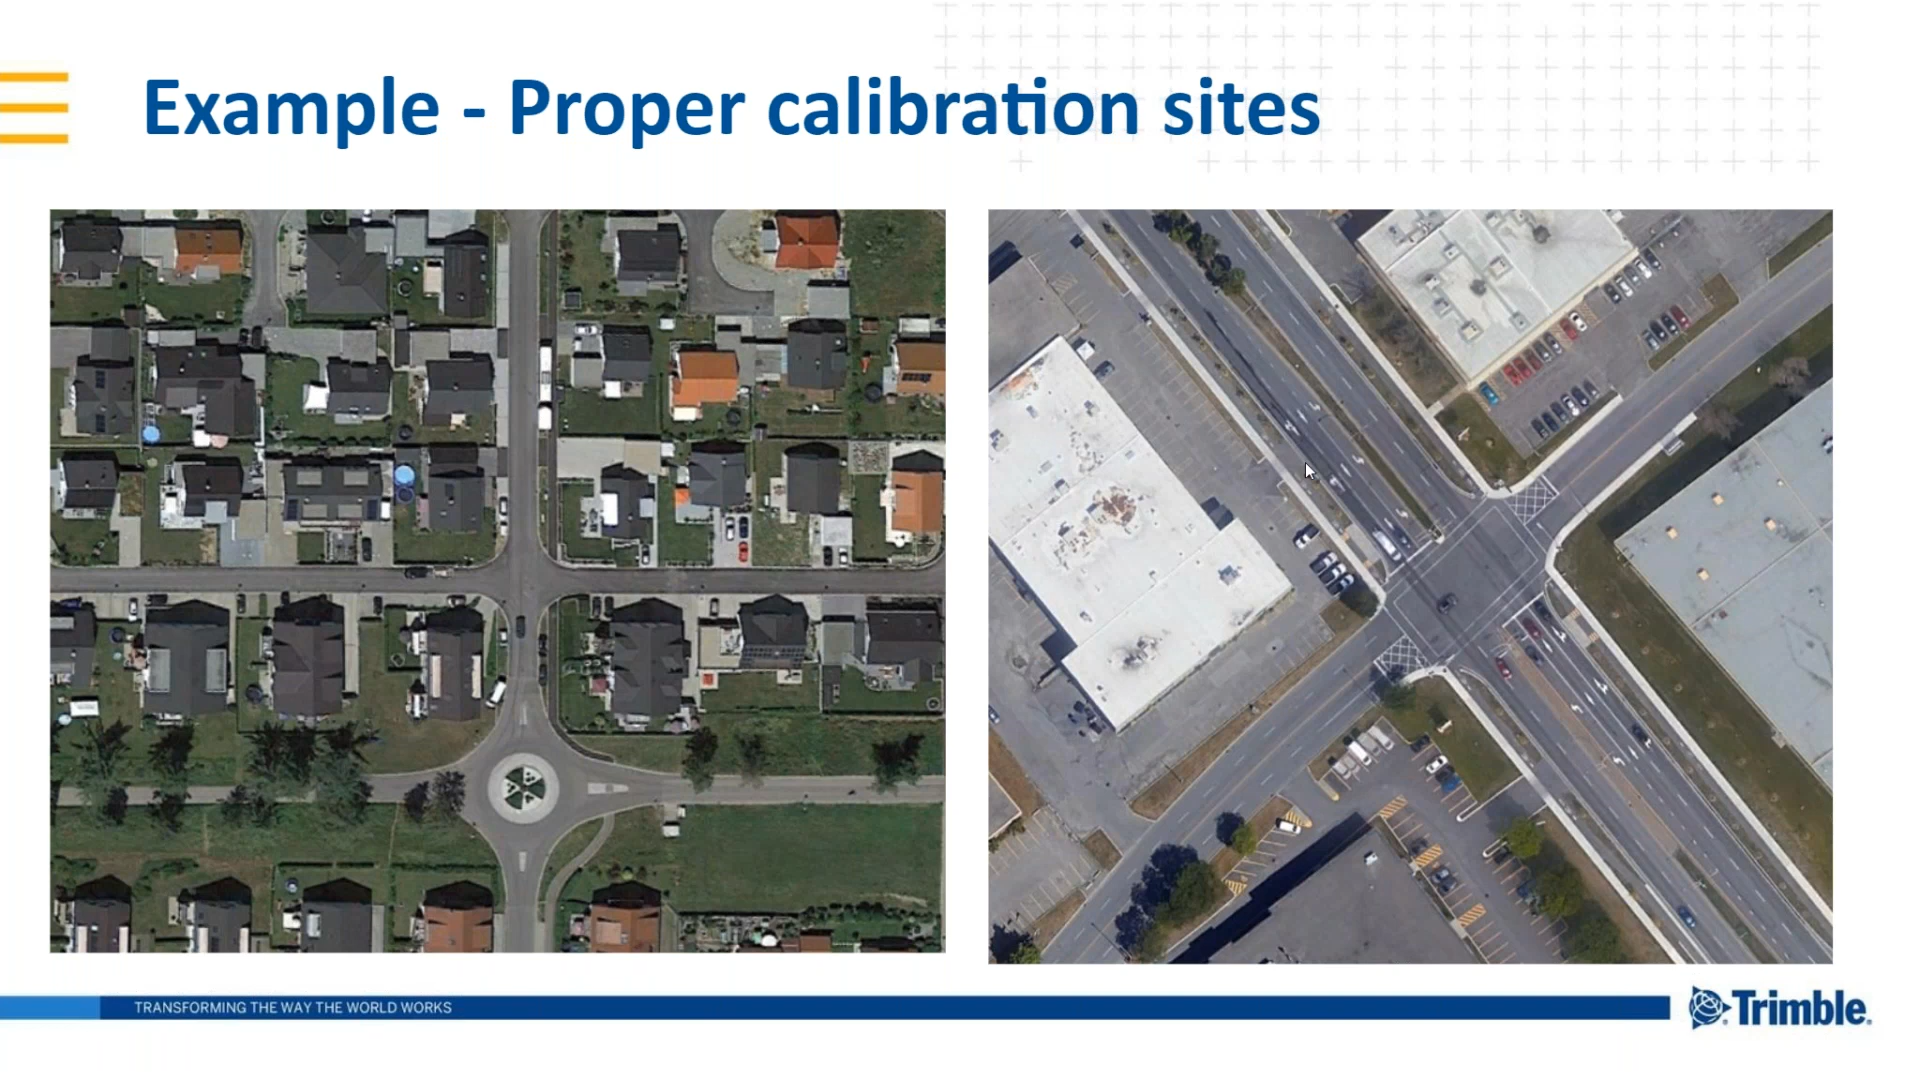 Example - Proper calibration sites
TRANSFORMING THE WAY THE WORLD WORKS
Trimble